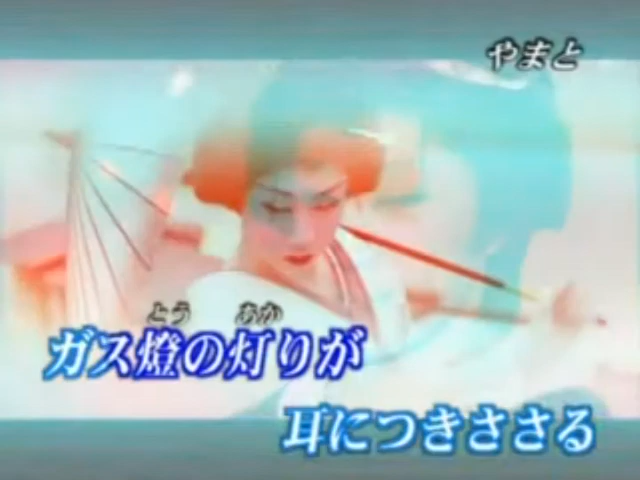 やまと
とう あか
ガス燈の灯りが
耳につきささる